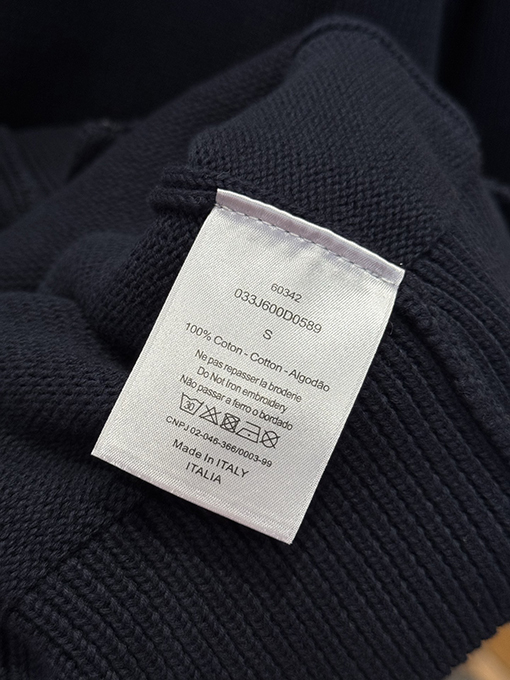 60342
033J600D0589
S
100% Coton - Cotton - Algodão
Ne pas repasser la broderie
Do Not Iron embroidery
Não passar a ferro o bordado
30
CNPJ 02-046-366/0003-99
Made In ITALY
ITALIA